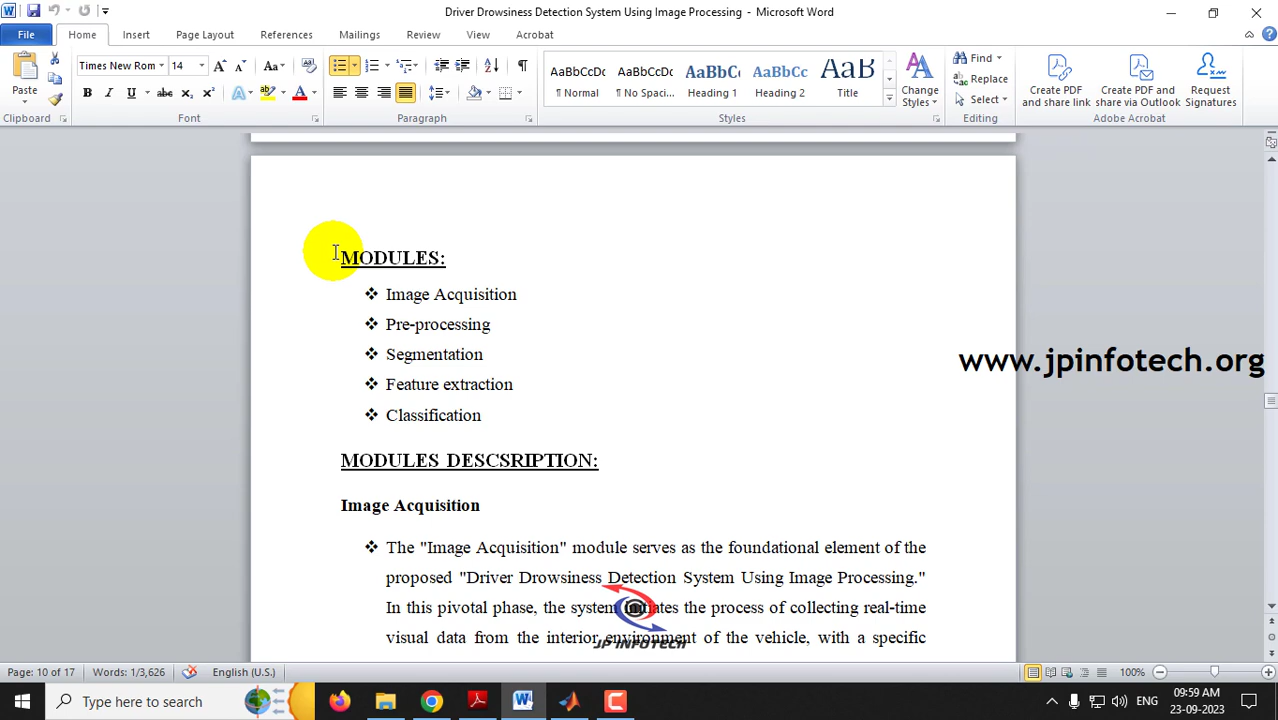 Driver Drowsiness Detection System Using Image Processing - Microsoft Word
File Home Insert Page Layout References Mailings Review View Acrobat
Times New Rom 14
Paste
Clipboard Font Paragraph
AaBbCcDc AaBbCcDc AaBbC AaBbCc AaB
¶ Normal ¶ No Spaci... Heading 1 Heading 2 Title
Change Styles
Styles
Find
Replace
Select
Editing
Create PDF and share link
Create PDF and share via Outlook
Request Signatures
Adobe Acrobat
MODULES:
❖ Image Acquisition
❖ Pre-processing
❖ Segmentation
❖ Feature extraction
❖ Classification
www.jpinfotech.org
MODULES DESCSRIPTION:
Image Acquisition
❖ The "Image Acquisition" module serves as the foundational element of the
proposed "Driver Drowsiness Detection System Using Image Processing."
In this pivotal phase, the system initiates the process of collecting real-time
visual data from the interior environment of the vehicle, with a specific
JP INFOTECH
Page: 10 of 17 Words: 1/3,626 English (U.S.) 100%
Type here to search
ENG
09:59 AM
23-09-2023